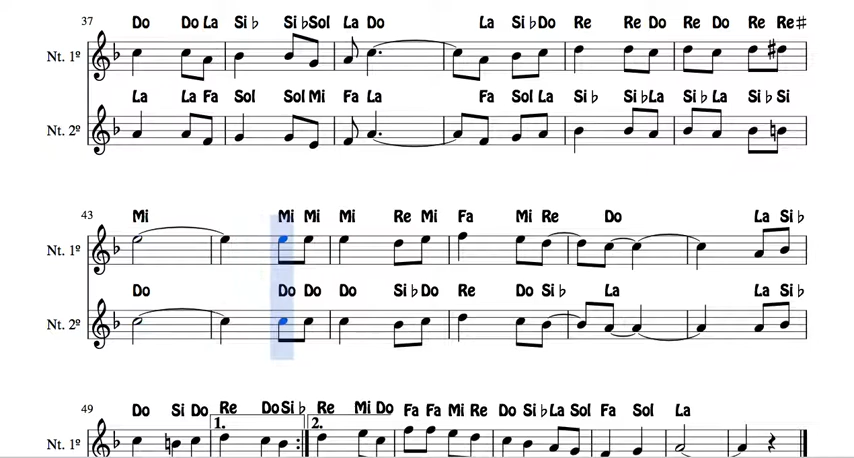 Do Do La Si♭ Si♭Sol La Do La Si♭Do Re Re Do Re Do Re Re♯
37
Nt. 1º
La La Fa Sol Sol Mi Fa La Fa Sol La Si♭ Si♭La Si♭ La Si♭ Si
Nt. 2º
43
Mi Mi Mi Mi Re Mi Fa Mi Re Do La Si♭
Nt. 1º
Do Do Do Do Si♭Do Re Do Si♭ La La Si♭
Nt. 2º
49
Do Si Do Re Do Si♭ Re Mi Do Fa Fa Mi Re Do Si♭La Sol Fa Sol La
1. 2.
Nt. 1º